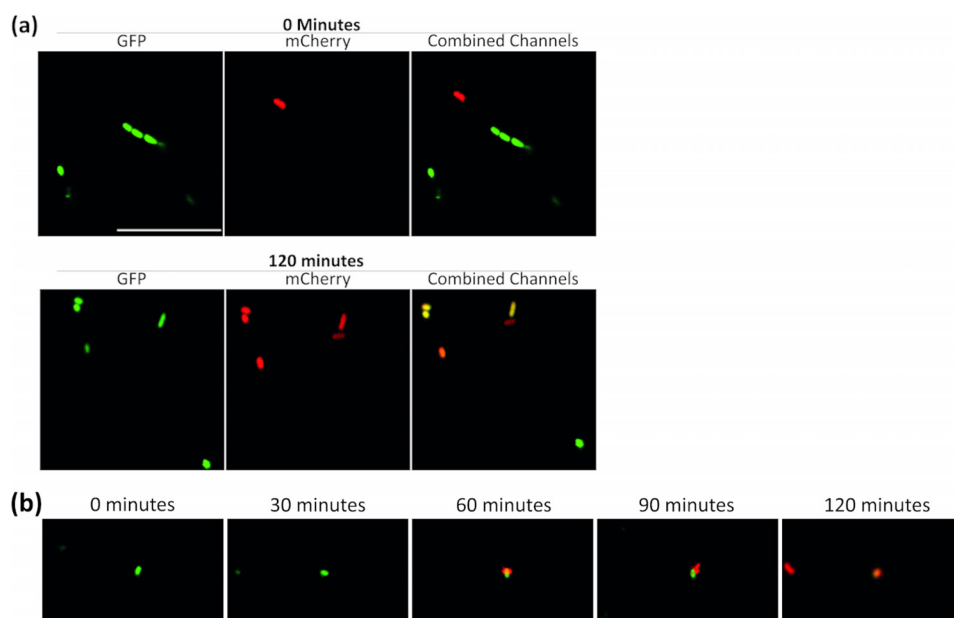 (a)
0 Minutes
GFP mCherry Combined Channels
120 minutes
GFP mCherry Combined Channels
(b)
0 minutes 30 minutes 60 minutes 90 minutes 120 minutes